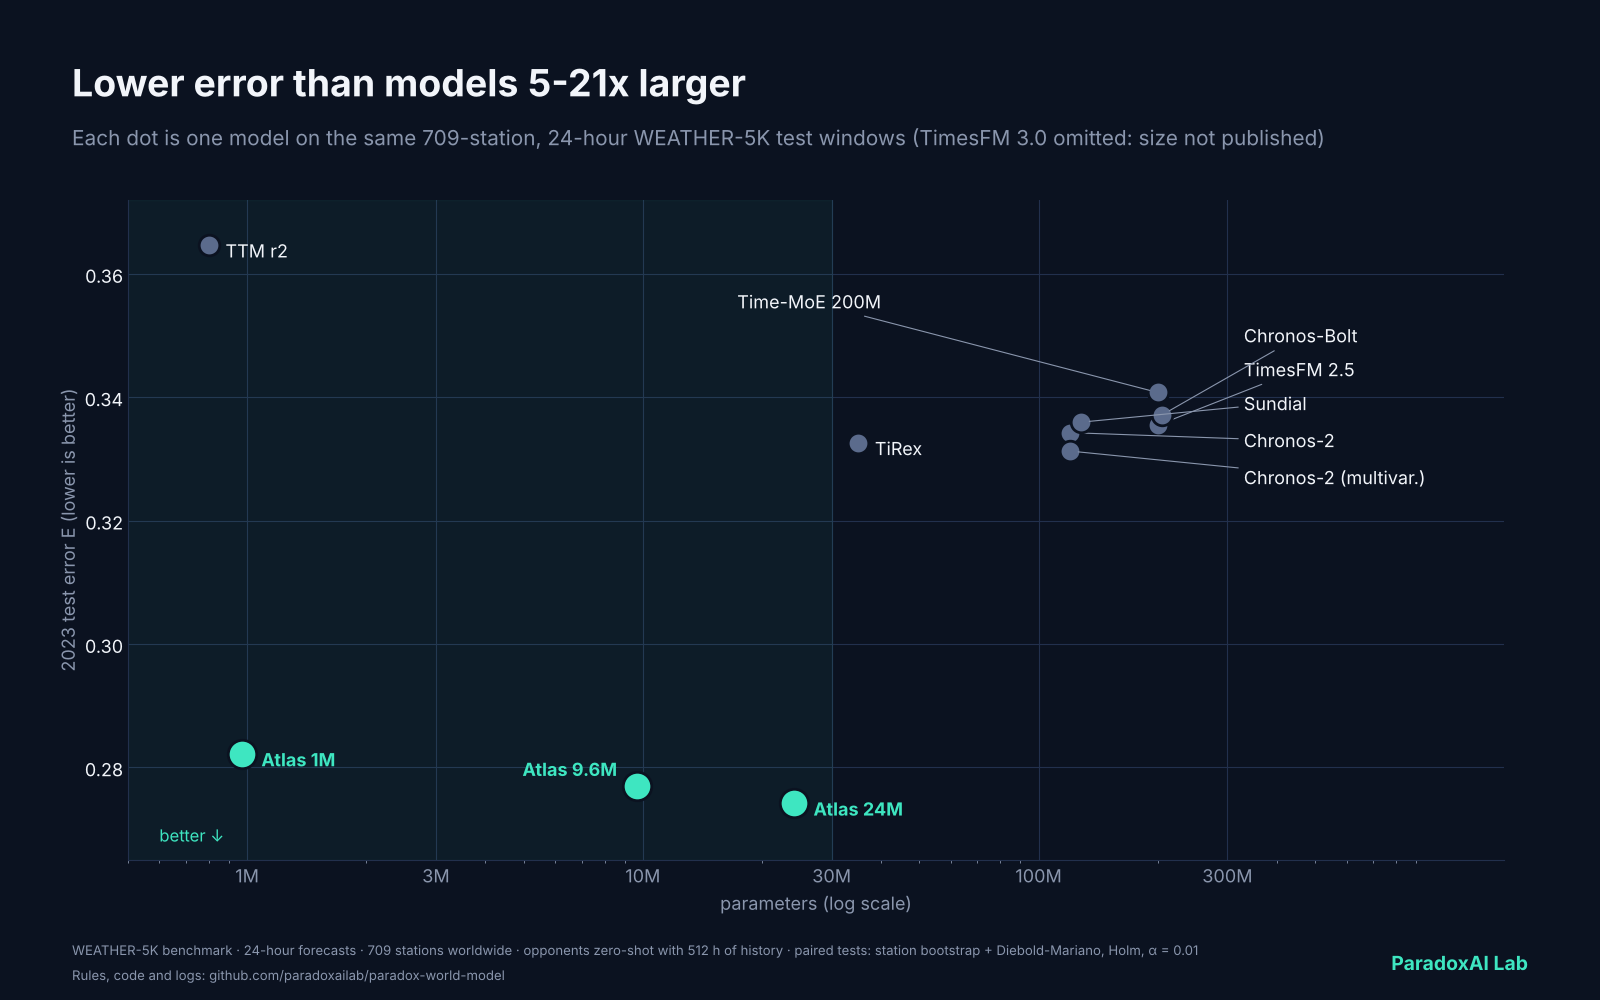 Lower error than models 5-21x larger
Each dot is one model on the same 709-station, 24-hour WEATHER-5K test windows (TimesFM 3.0 omitted: size not published)
TTM r2
0.36
Time-MoE 200M
Chronos-Bolt
TimesFM 2.5
0.34
Sundial
Chronos-2
TiRex
Chronos-2 (multivar.)
0.32
2023 test error E (lower is better)
0.30
Atlas 1M
0.28
Atlas 9.6M
Atlas 24M
better ↓
1M
3M
10M
30M
100M
300M
parameters (log scale)
WEATHER-5K benchmark · 24-hour forecasts · 709 stations worldwide · opponents zero-shot with 512 h of history · paired tests: station bootstrap + Diebold-Mariano, Holm, α = 0.01
Rules, code and logs: github.com/paradoxailab/paradox-world-model
ParadoxAI Lab